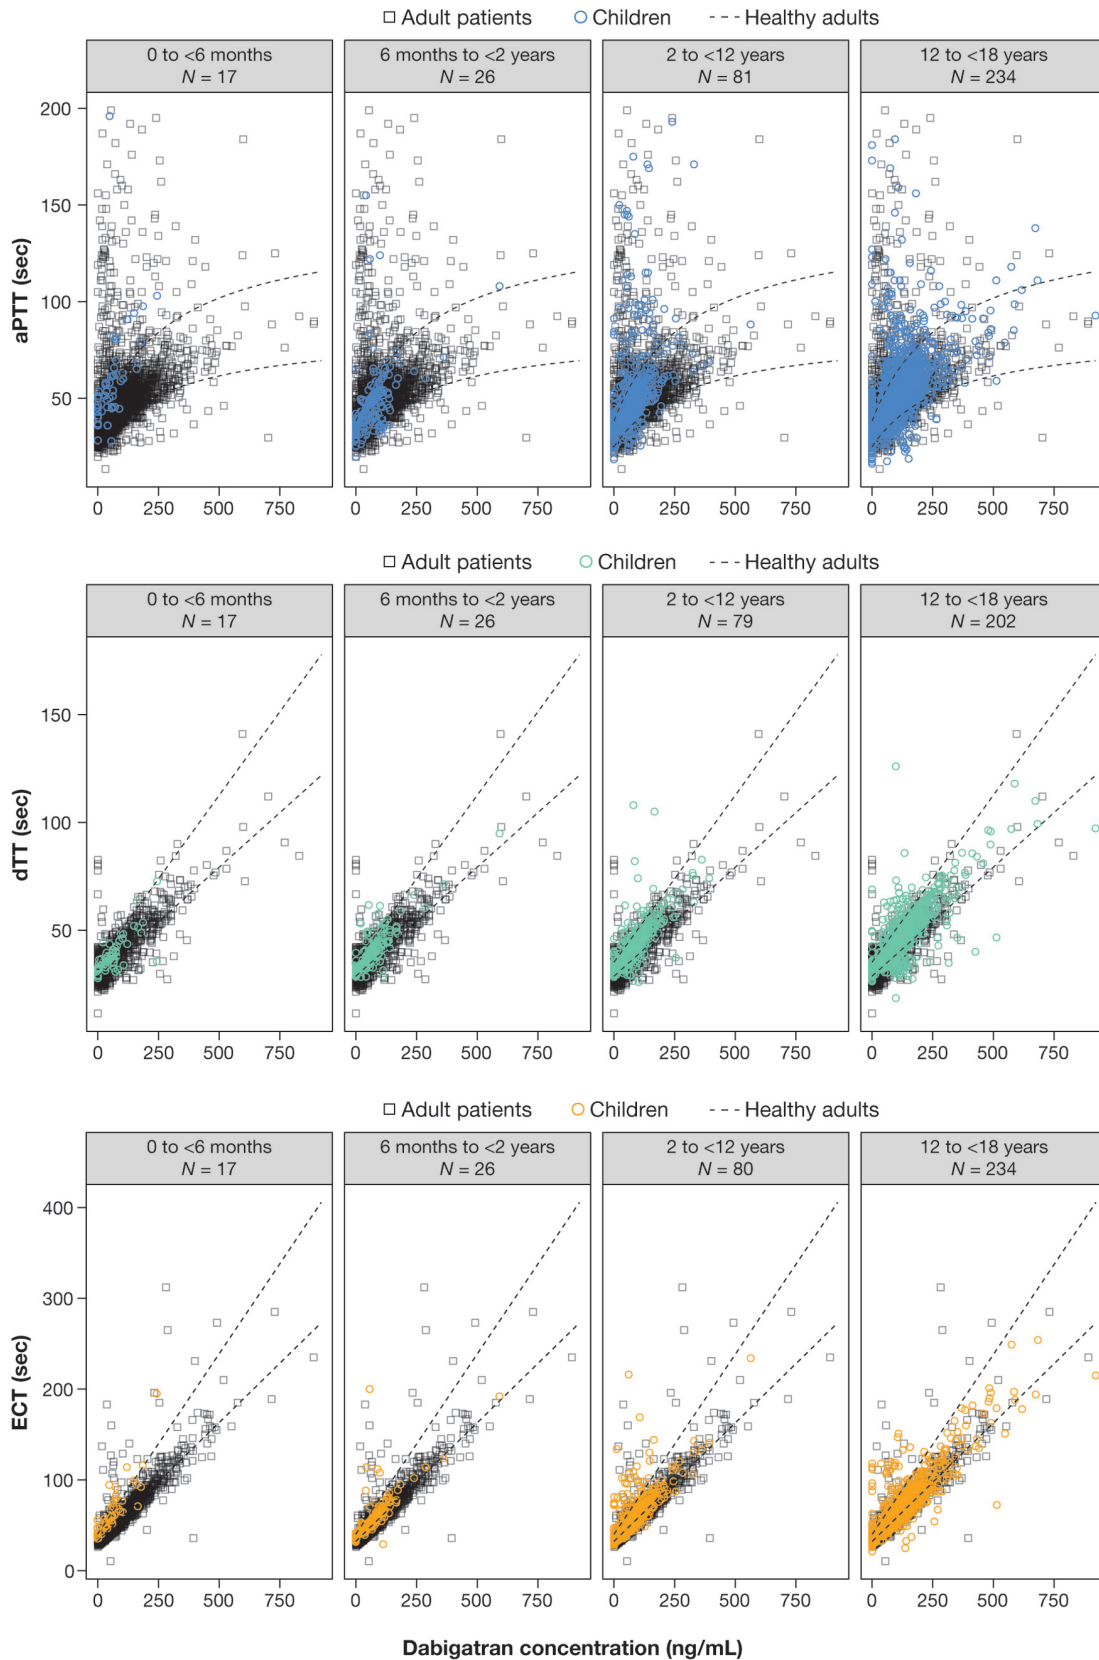 Adult patients Children Healthy adults
0 to <6 months 6 months to <2 years 2 to <12 years 12 to <18 years
N = 17 N = 26 N = 81 N = 234
200
150
100
50
aPTT (sec)
0 250 500 750 0 250 500 750 0 250 500 750 0 250 500 750
Adult patients Children Healthy adults
0 to <6 months 6 months to <2 years 2 to <12 years 12 to <18 years
N = 17 N = 26 N = 79 N = 202
150
100
50
dTT (sec)
0 250 500 750 0 250 500 750 0 250 500 750 0 250 500 750
Adult patients Children Healthy adults
0 to <6 months 6 months to <2 years 2 to <12 years 12 to <18 years
N = 17 N = 26 N = 80 N = 234
400
300
200
100
0
ECT (sec)
0 250 500 750 0 250 500 750 0 250 500 750 0 250 500 750
Dabigatran concentration (ng/mL)